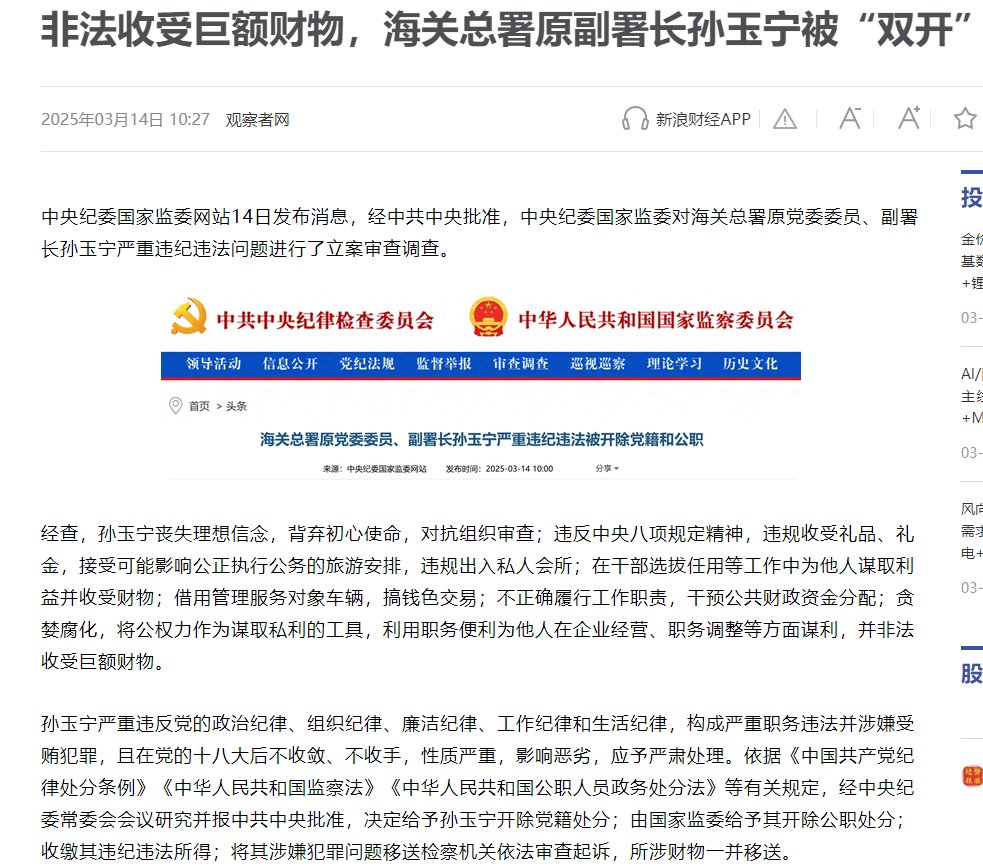 非法收受巨额财物，海关总署原副署长孙玉宁被“双开”
2025年03月14日 10:27 观察者网
新浪财经APP
A-
A+
中央纪委国家监委网站14日发布消息，经中共中央批准，中央纪委国家监委对海关总署原党委委员、副署
长孙玉宁严重违纪违法问题进行了立案审查调查。
中共中央纪律检查委员会 中华人民共和国国家监察委员会
领导活动 信息公开 党纪法规 监督举报 审查调查 巡视巡察 理论学习 历史文化
首页 > 头条
海关总署原党委委员、副署长孙玉宁严重违纪违法被开除党籍和公职
来源：中央纪委国家监委网站 发布时间：2025-03-14 10:00 分享
经查，孙玉宁丧失理想信念，背弃初心使命，对抗组织审查；违反中央八项规定精神，违规收受礼品、礼
金，接受可能影响公正执行公务的旅游安排，违规出入私人会所；在干部选拔任用等工作中为他人谋取利
益并收受财物；借用管理服务对象车辆，搞钱色交易；不正确履行工作职责，干预公共财政资金分配；贪
婪腐化，将公权力作为谋取私利的工具，利用职务便利为他人在企业经营、职务调整等方面谋利，并非法
收受巨额财物。
孙玉宁严重违反党的政治纪律、组织纪律、廉洁纪律、工作纪律和生活纪律，构成严重职务违法并涉嫌受
贿犯罪，且在党的十八大后不收敛、不收手，性质严重，影响恶劣，应予严肃处理。依据《中国共产党纪
律处分条例》《中华人民共和国监察法》《中华人民共和国公职人员政务处分法》等有关规定，经中央纪
委常委会会议研究并报中共中央批准，决定给予孙玉宁开除党籍处分；由国家监委给予其开除公职处分；
收缴其违纪违法所得；将其涉嫌犯罪问题移送检察机关依法审查起诉，所涉财物一并移送。
投
金价
基数
+锂
03-
AI/
主线
+M
03-
风向
需求
电+
03-
股